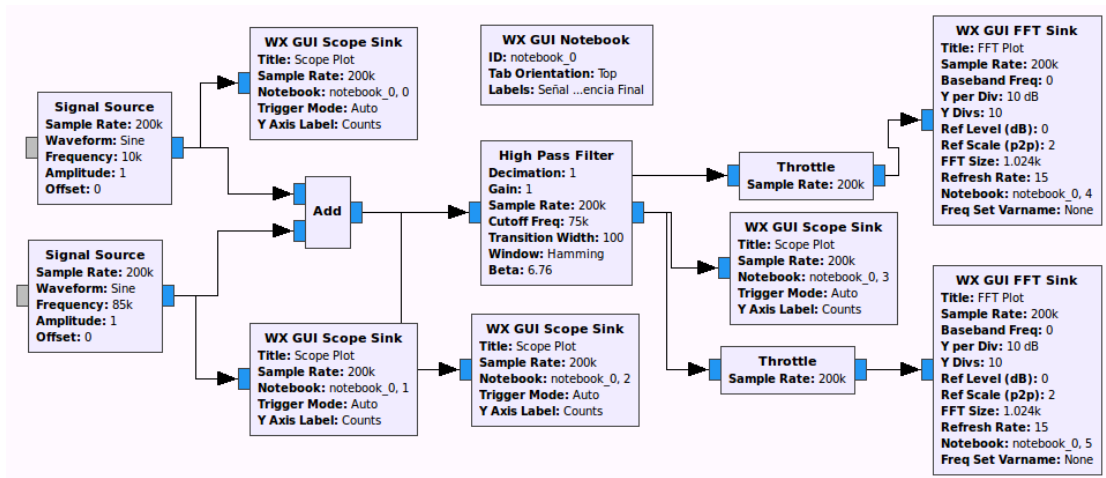 WX GUI Scope Sink
Title: Scope Plot
Sample Rate: 200k
Notebook: notebook_0, 0
Trigger Mode: Auto
Y Axis Label: Counts
WX GUI Notebook
ID: notebook_0
Tab Orientation: Top
Labels: Señal ...encia Final
WX GUI FFT Sink
Title: FFT Plot
Sample Rate: 200k
Baseband Freq: 0
Y per Div: 10 dB
Y Divs: 10
Ref Level (dB): 0
Ref Scale (p2p): 2
FFT Size: 1.024k
Refresh Rate: 15
Notebook: notebook_0, 4
Freq Set Varname: None
Signal Source
Sample Rate: 200k
Waveform: Sine
Frequency: 10k
Amplitude: 1
Offset: 0
Add
High Pass Filter
Decimation: 1
Gain: 1
Sample Rate: 200k
Cutoff Freq: 75k
Transition Width: 100
Window: Hamming
Beta: 6.76
Throttle
Sample Rate: 200k
WX GUI Scope Sink
Title: Scope Plot
Sample Rate: 200k
Notebook: notebook_0, 3
Trigger Mode: Auto
Y Axis Label: Counts
Signal Source
Sample Rate: 200k
Waveform: Sine
Frequency: 85k
Amplitude: 1
Offset: 0
WX GUI Scope Sink
Title: Scope Plot
Sample Rate: 200k
Notebook: notebook_0, 1
Trigger Mode: Auto
Y Axis Label: Counts
WX GUI Scope Sink
Title: Scope Plot
Sample Rate: 200k
Notebook: notebook_0, 2
Trigger Mode: Auto
Y Axis Label: Counts
Throttle
Sample Rate: 200k
WX GUI FFT Sink
Title: FFT Plot
Sample Rate: 200k
Baseband Freq: 0
Y per Div: 10 dB
Y Divs: 10
Ref Level (dB): 0
Ref Scale (p2p): 2
FFT Size: 1.024k
Refresh Rate: 15
Notebook: notebook_0, 5
Freq Set Varname: None